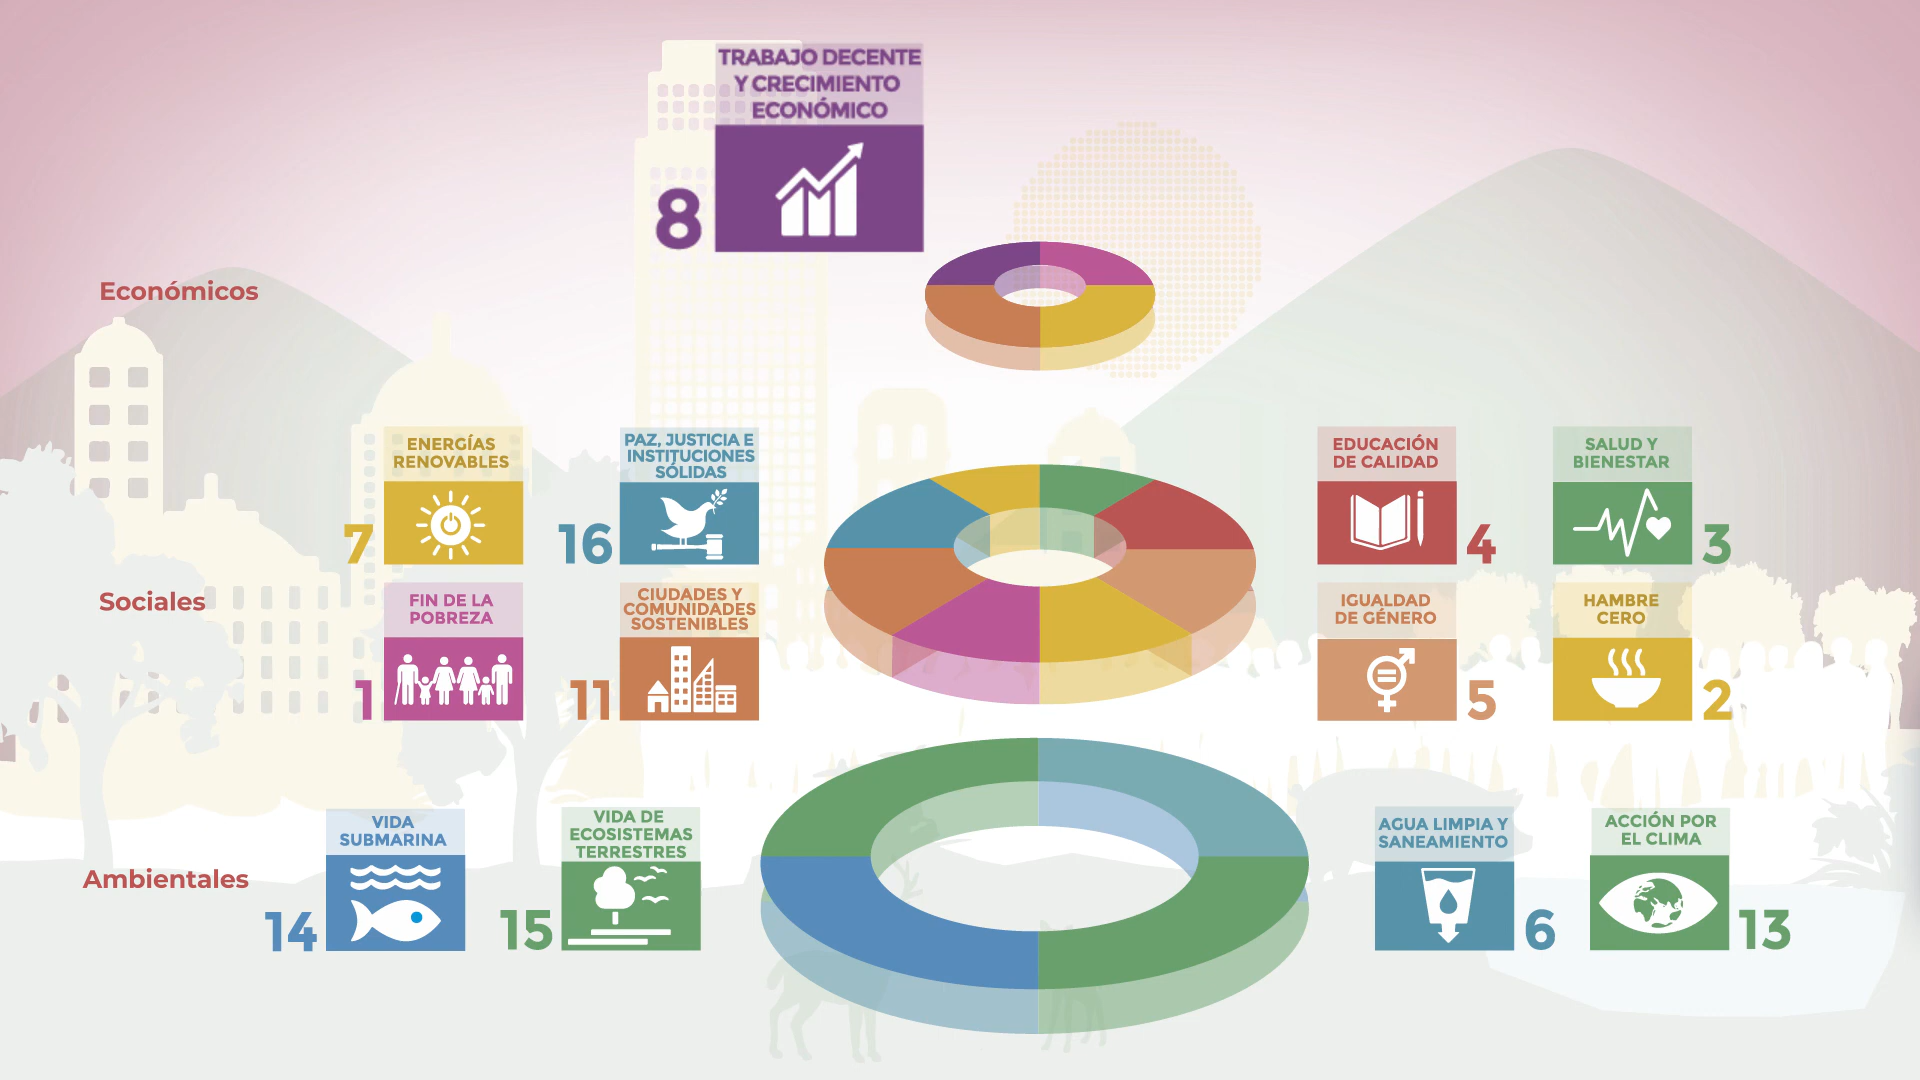 TRABAJO DECENTE
Y CRECIMIENTO
ECONÓMICO
8
Económicos
ENERGÍAS
RENOVABLES
7
PAZ, JUSTICIA E
INSTITUCIONES
SÓLIDAS
16
EDUCACIÓN
DE CALIDAD
4
SALUD Y
BIENESTAR
3
Sociales
FIN DE LA
POBREZA
1
CIUDADES Y
COMUNIDADES
SOSTENIBLES
11
IGUALDAD
DE GÉNERO
5
HAMBRE
CERO
2
Ambientales
VIDA
SUBMARINA
14
VIDA DE
ECOSISTEMAS
TERRESTRES
15
AGUA LIMPIA Y
SANEAMIENTO
6
ACCIÓN POR
EL CLIMA
13